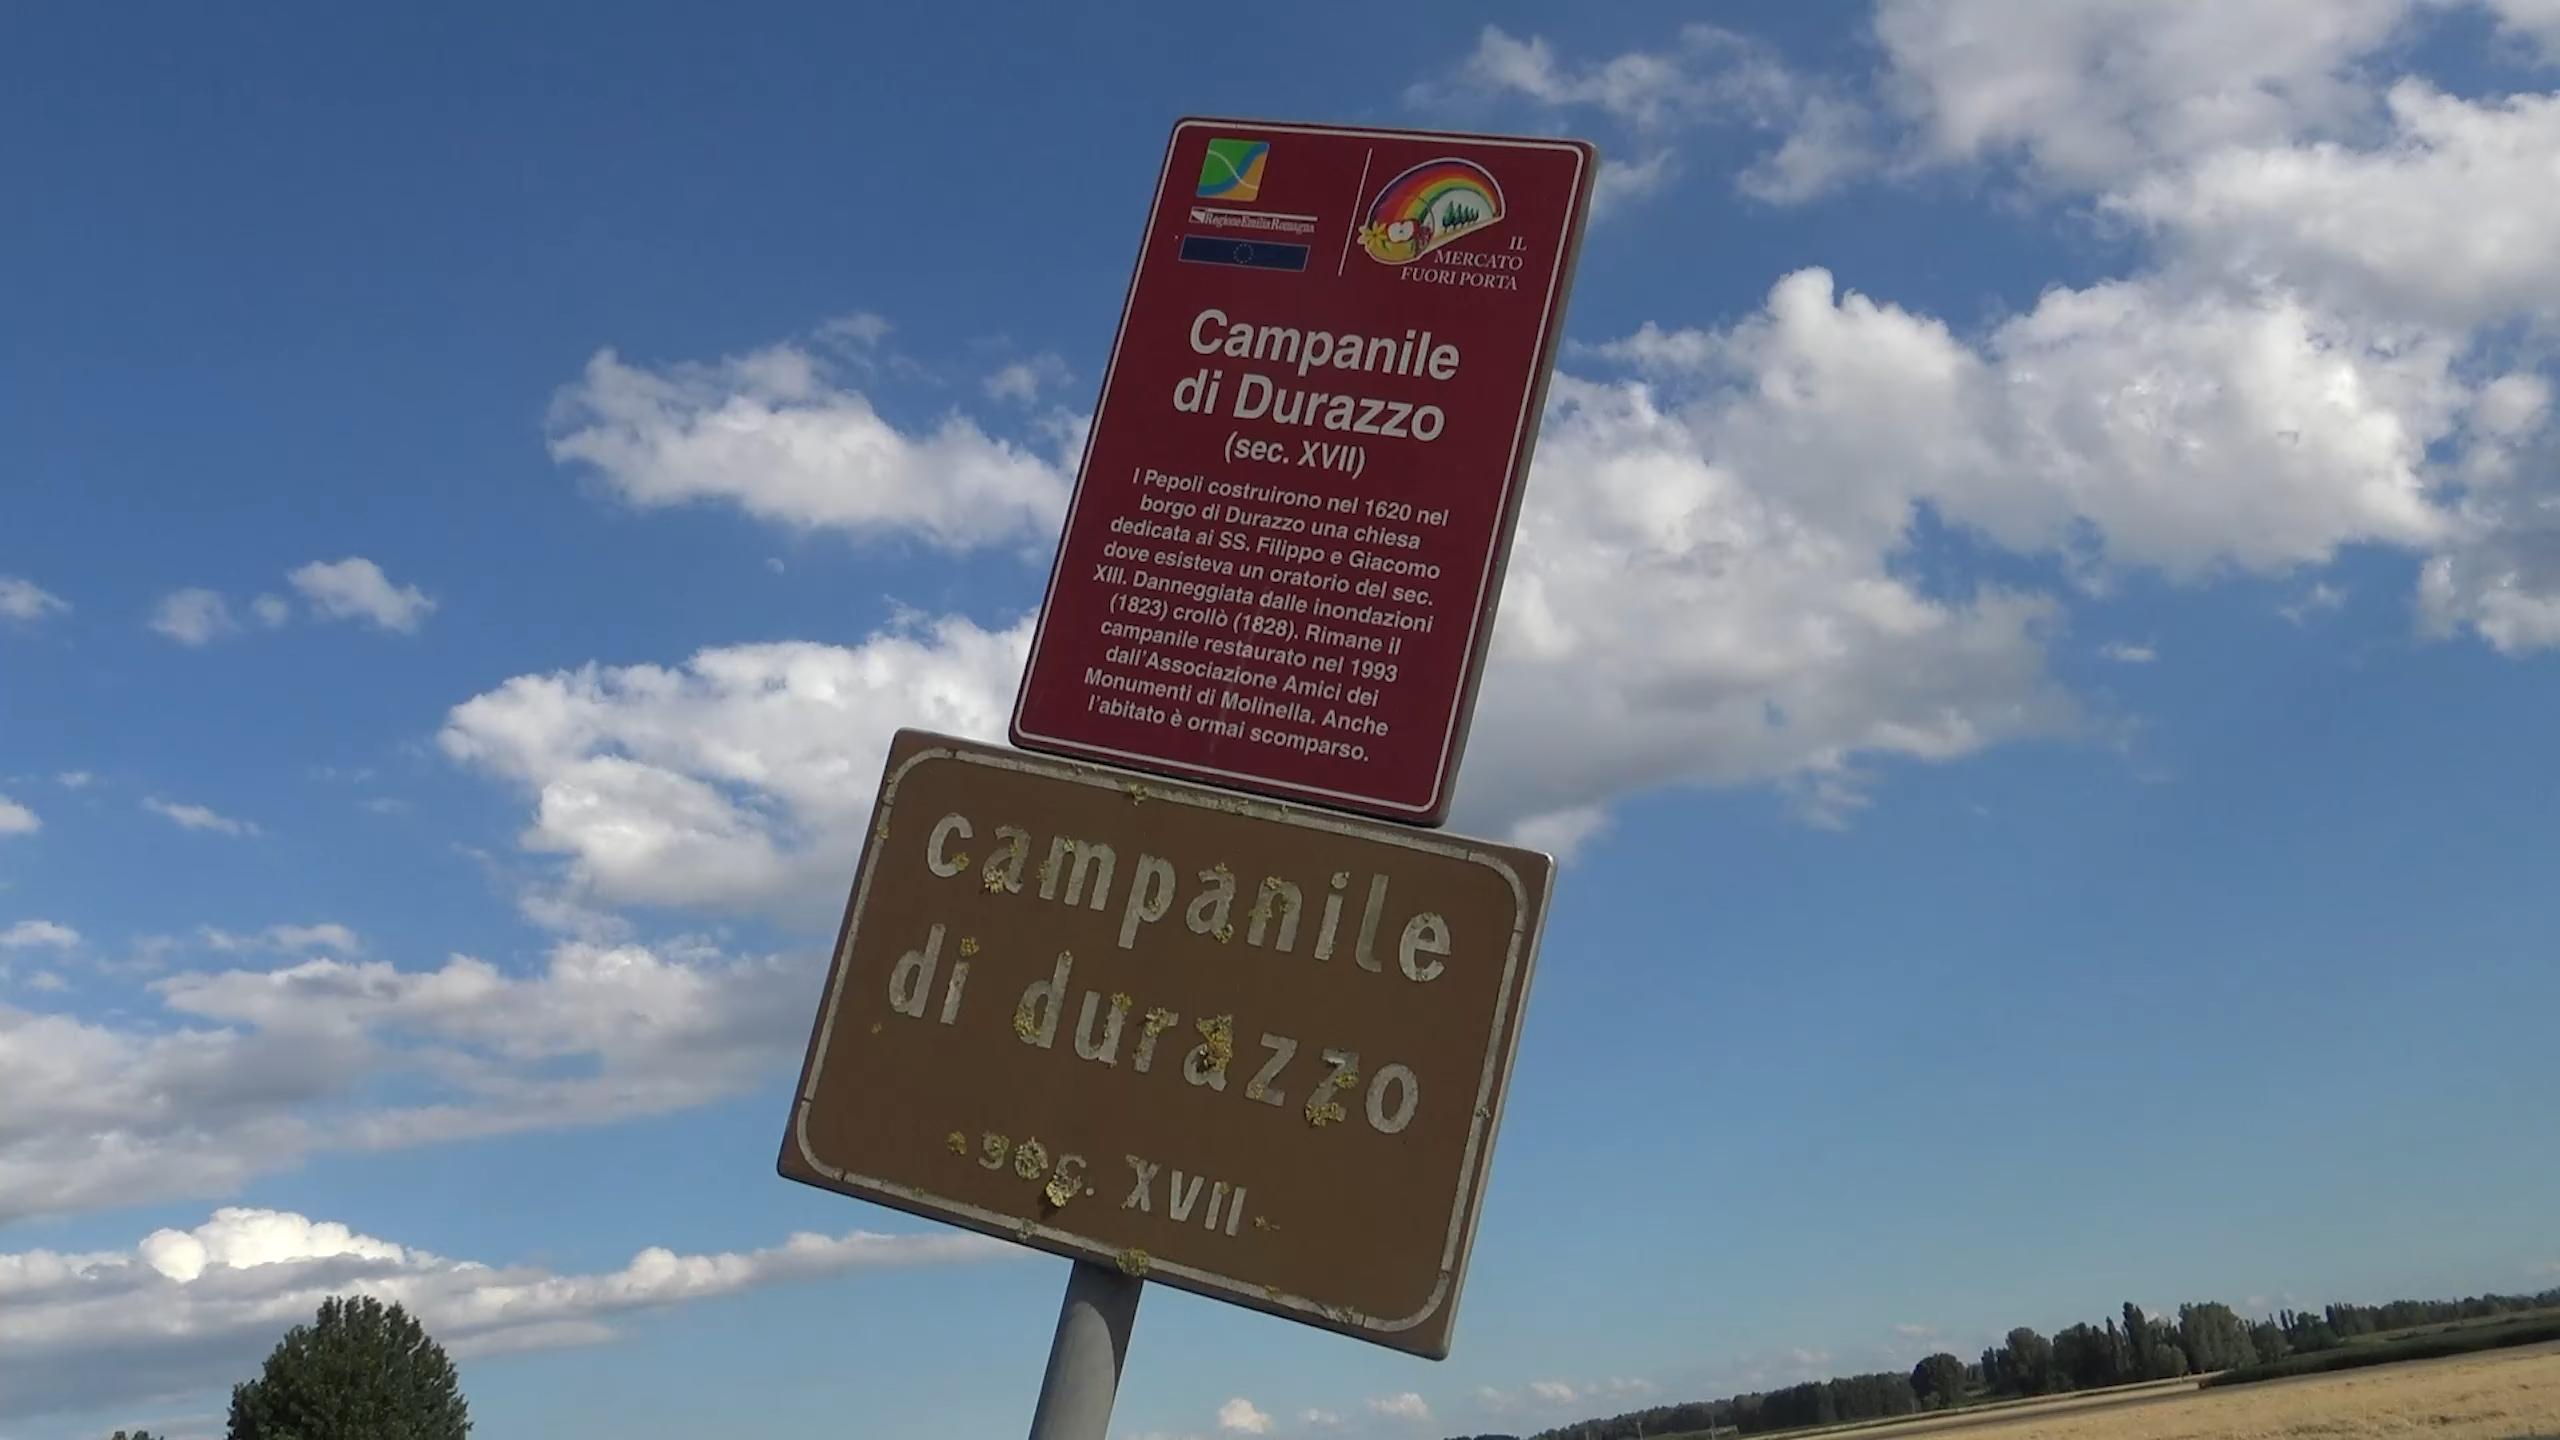 RegioneEmiliaRomagna
IL
MERCATO
FUORI PORTA
Campanile
di Durazzo
(sec. XVII)
I Pepoli costruirono nel 1620 nel
borgo di Durazzo una chiesa
dedicata ai SS. Filippo e Giacomo
dove esisteva un oratorio del sec.
XIII. Danneggiata dalle inondazioni
(1823) crollò (1828). Rimane il
campanile restaurato nel 1993
dall'Associazione Amici dei
Monumenti di Molinella. Anche
l'abitato è ormai scomparso.
campanile
di durazzo
- sec. XVII -